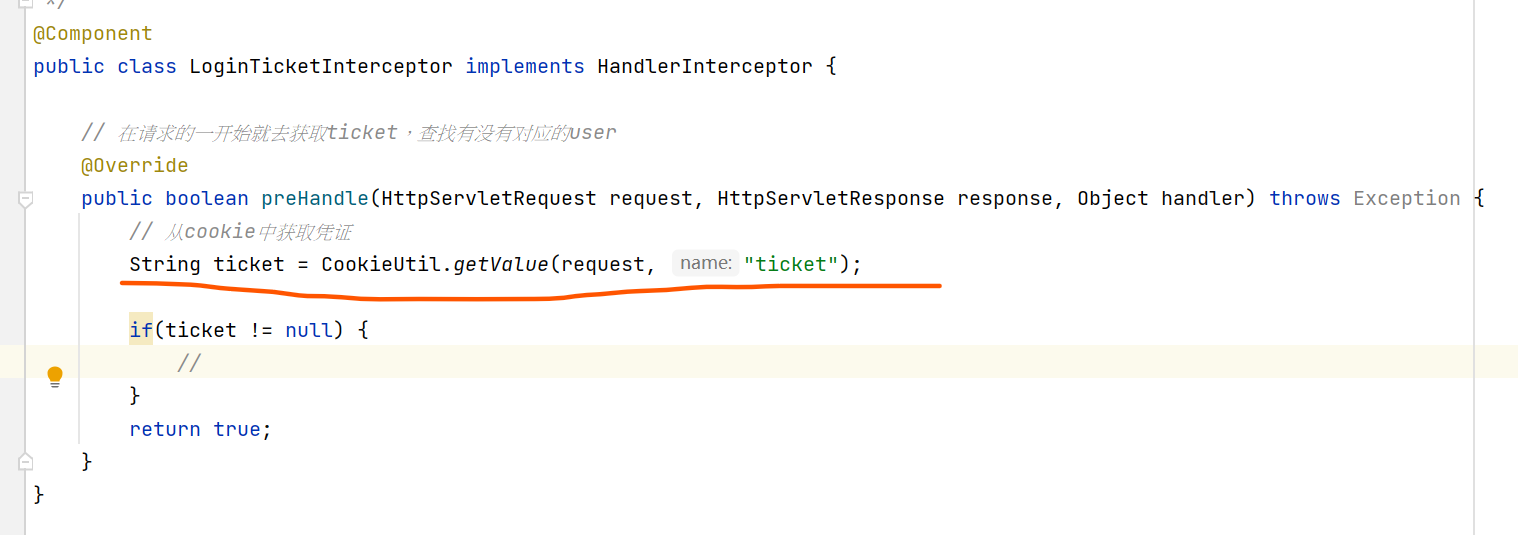 */
@Component
public class LoginTicketInterceptor implements HandlerInterceptor {
// 在请求的一开始就去获取ticket，查找有没有对应的user
@Override
public boolean preHandle(HttpServletRequest request, HttpServletResponse response, Object handler) throws Exception {
// 从cookie中获取凭证
String ticket = CookieUtil.getValue(request, name: "ticket");
if(ticket != null) {
//
}
return true;
}
}